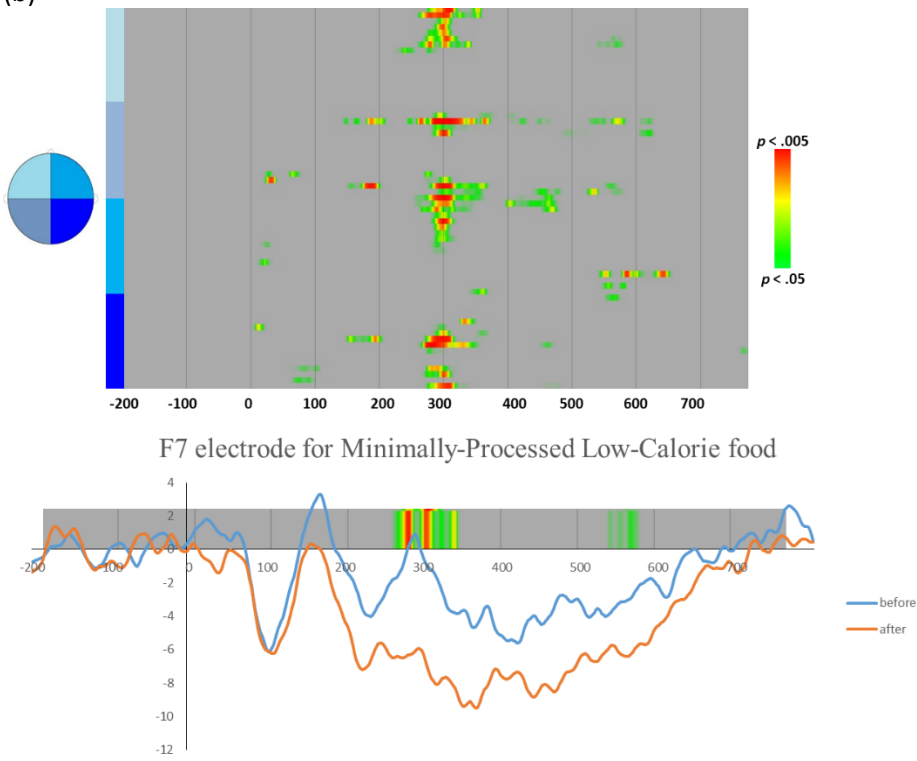 (b)
p < .005
p < .05
-200 -100 0 100 200 300 400 500 600 700
F7 electrode for Minimally-Processed Low-Calorie food
4
2
0
-200 -100 0 100 200 300 400 500 600 700
-2
-4
-6
-8
-10
-12
before
after